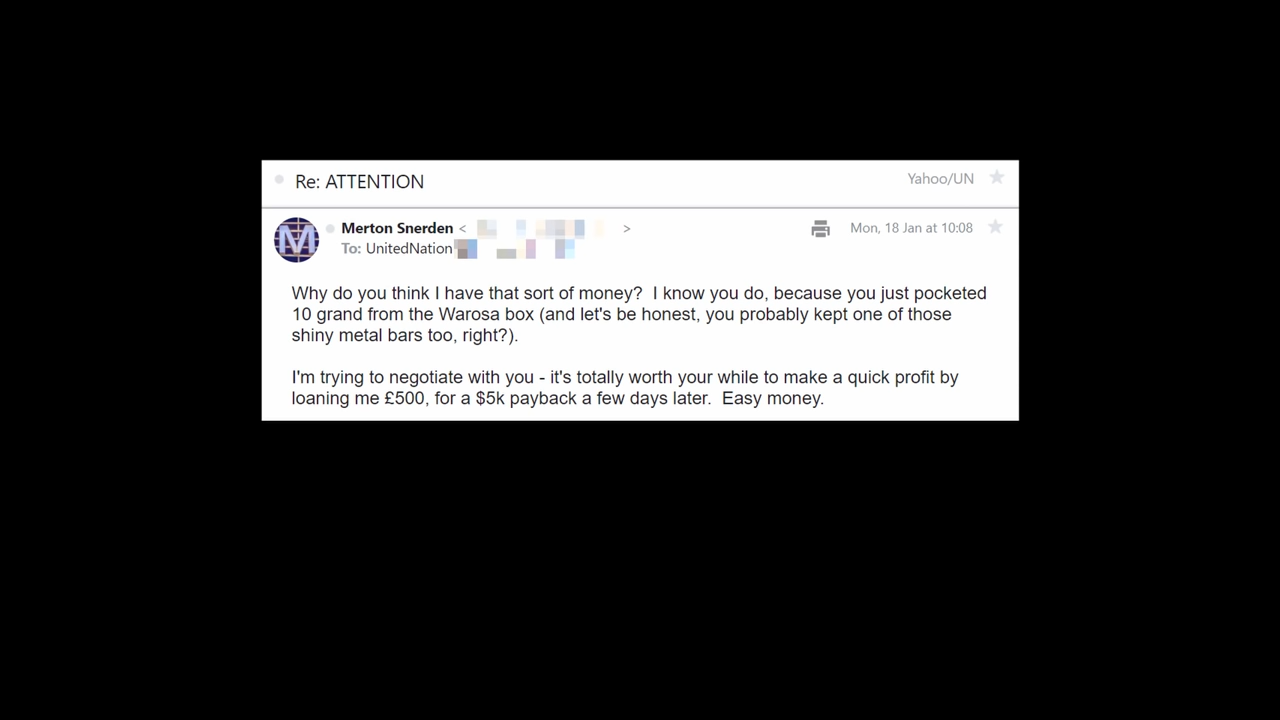 Re: ATTENTION
Yahoo/UN
Merton Snerden < >
Mon, 18 Jan at 10:08
To: UnitedNation
Why do you think I have that sort of money?  I know you do, because you just pocketed
10 grand from the Warosa box (and let's be honest, you probably kept one of those
shiny metal bars too, right?).
I'm trying to negotiate with you - it's totally worth your while to make a quick profit by
loaning me £500, for a $5k payback a few days later.  Easy money.